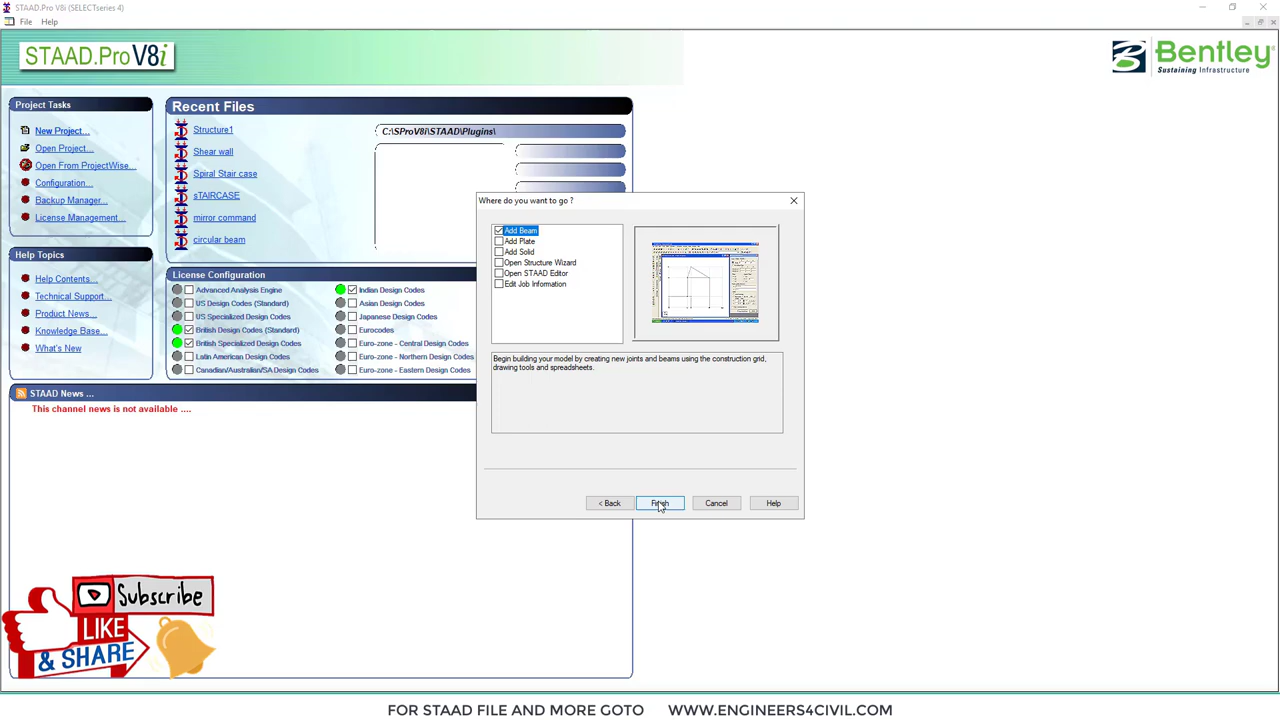 STAAD.Pro V8i (SELECTseries 4)
File Help
STAAD.Pro V8i
Bentley
Sustaining Infrastructure
Project Tasks
New Project...
Open Project...
Open From ProjectWise...
Configuration...
Backup Manager...
License Management...
Recent Files
Structure1
Shear wall
Spiral Stair case
sTAIRCASE
mirror command
circular beam
C:\SProV8i\STAAD\Plugins\
Help Topics
Help Contents...
Technical Support...
Product News...
Knowledge Base...
What's New
License Configuration
Advanced Analysis Engine
US Design Codes (Standard)
US Specialized Design Codes
British Design Codes (Standard)
British Specialized Design Codes
Latin American Design Codes
Canadian/Australian/SA Design Codes
Indian Design Codes
Asian Design Codes
Japanese Design Codes
Eurocodes
Euro-zone - Central Design Codes
Euro-zone - Northern Design Codes
Euro-zone - Eastern Design Codes
STAAD News ...
This channel news is not available ....
Where do you want to go ?
Add Beam
Add Plate
Add Solid
Open Structure Wizard
Open STAAD Editor
Edit Job Information
Begin building your model by creating new joints and beams using the construction grid,
drawing tools and spreadsheets.
< Back Finish Cancel Help
Subscribe
LIKE
& SHARE
FOR STAAD FILE AND MORE GOTO WWW.ENGINEERS4CIVIL.COM